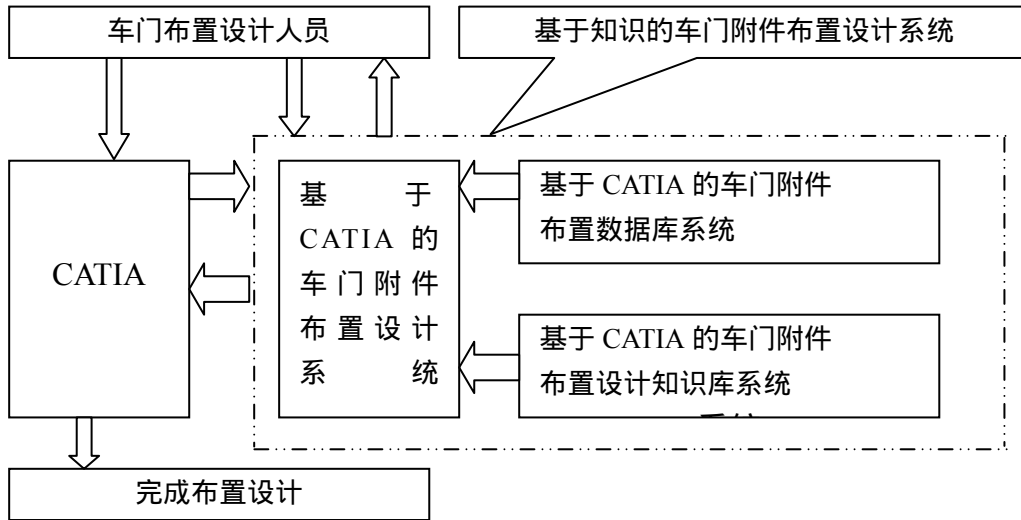 车门布置设计人员
基于知识的车门附件布置设计系统
CATIA
基于
CATIA 的
车门附件
布置设计
系统
基于 CATIA 的车门附件
布置数据库系统
基于 CATIA 的车门附件
布置设计知识库系统
完成布置设计